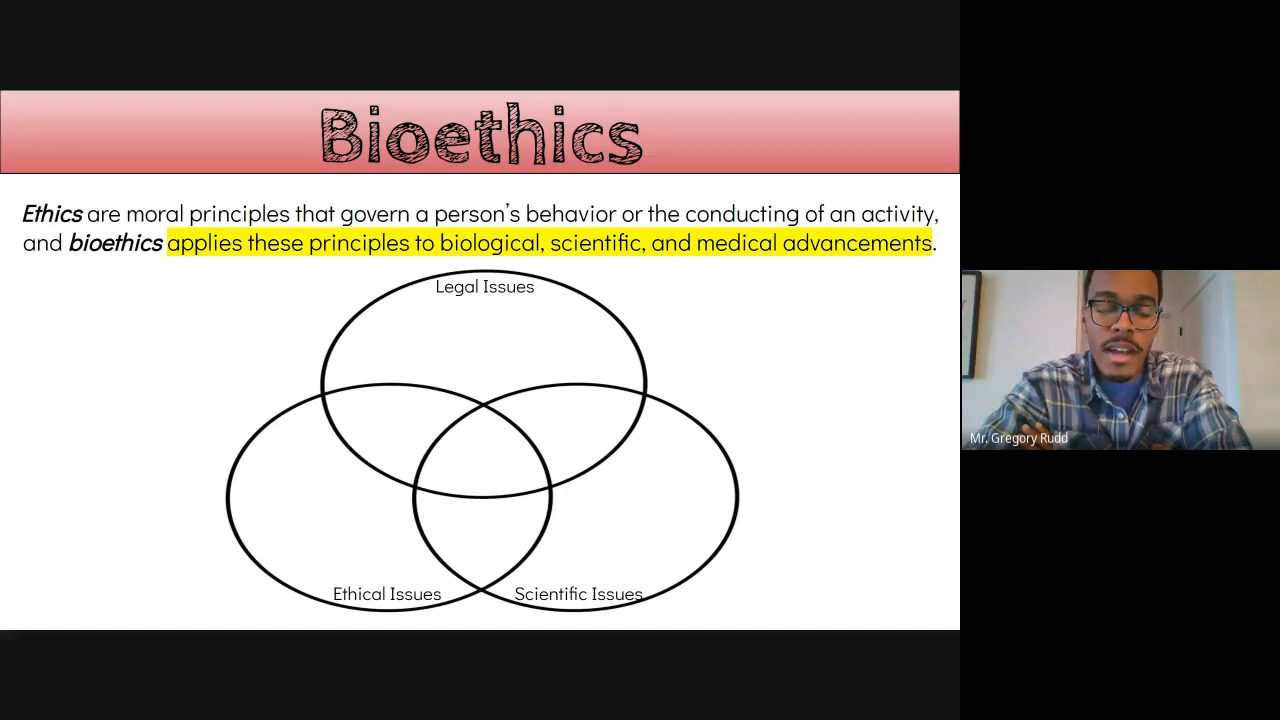 Bioethics
Ethics are moral principles that govern a person's behavior or the conducting of an activity,
and bioethics applies these principles to biological, scientific, and medical advancements.
Legal Issues
Ethical Issues
Scientific Issues
Mr. Gregory Rudd